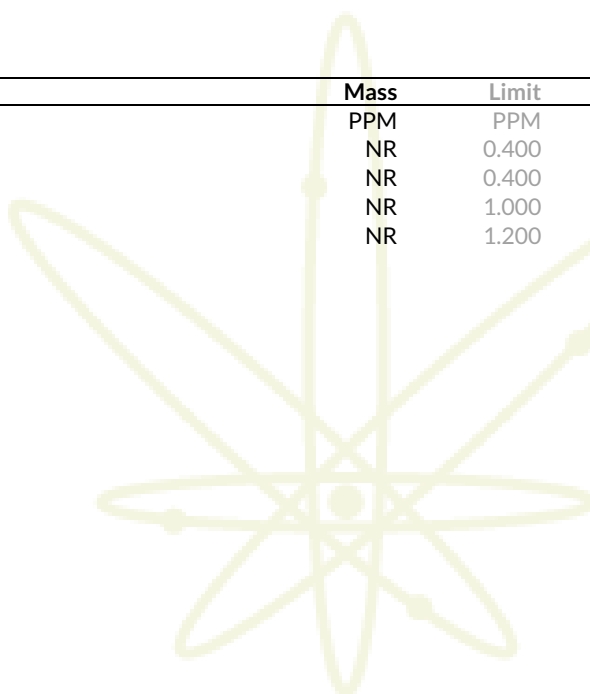 Mass Limit
PPM PPM
NR 0.400
NR 0.400
NR 1.000
NR 1.200